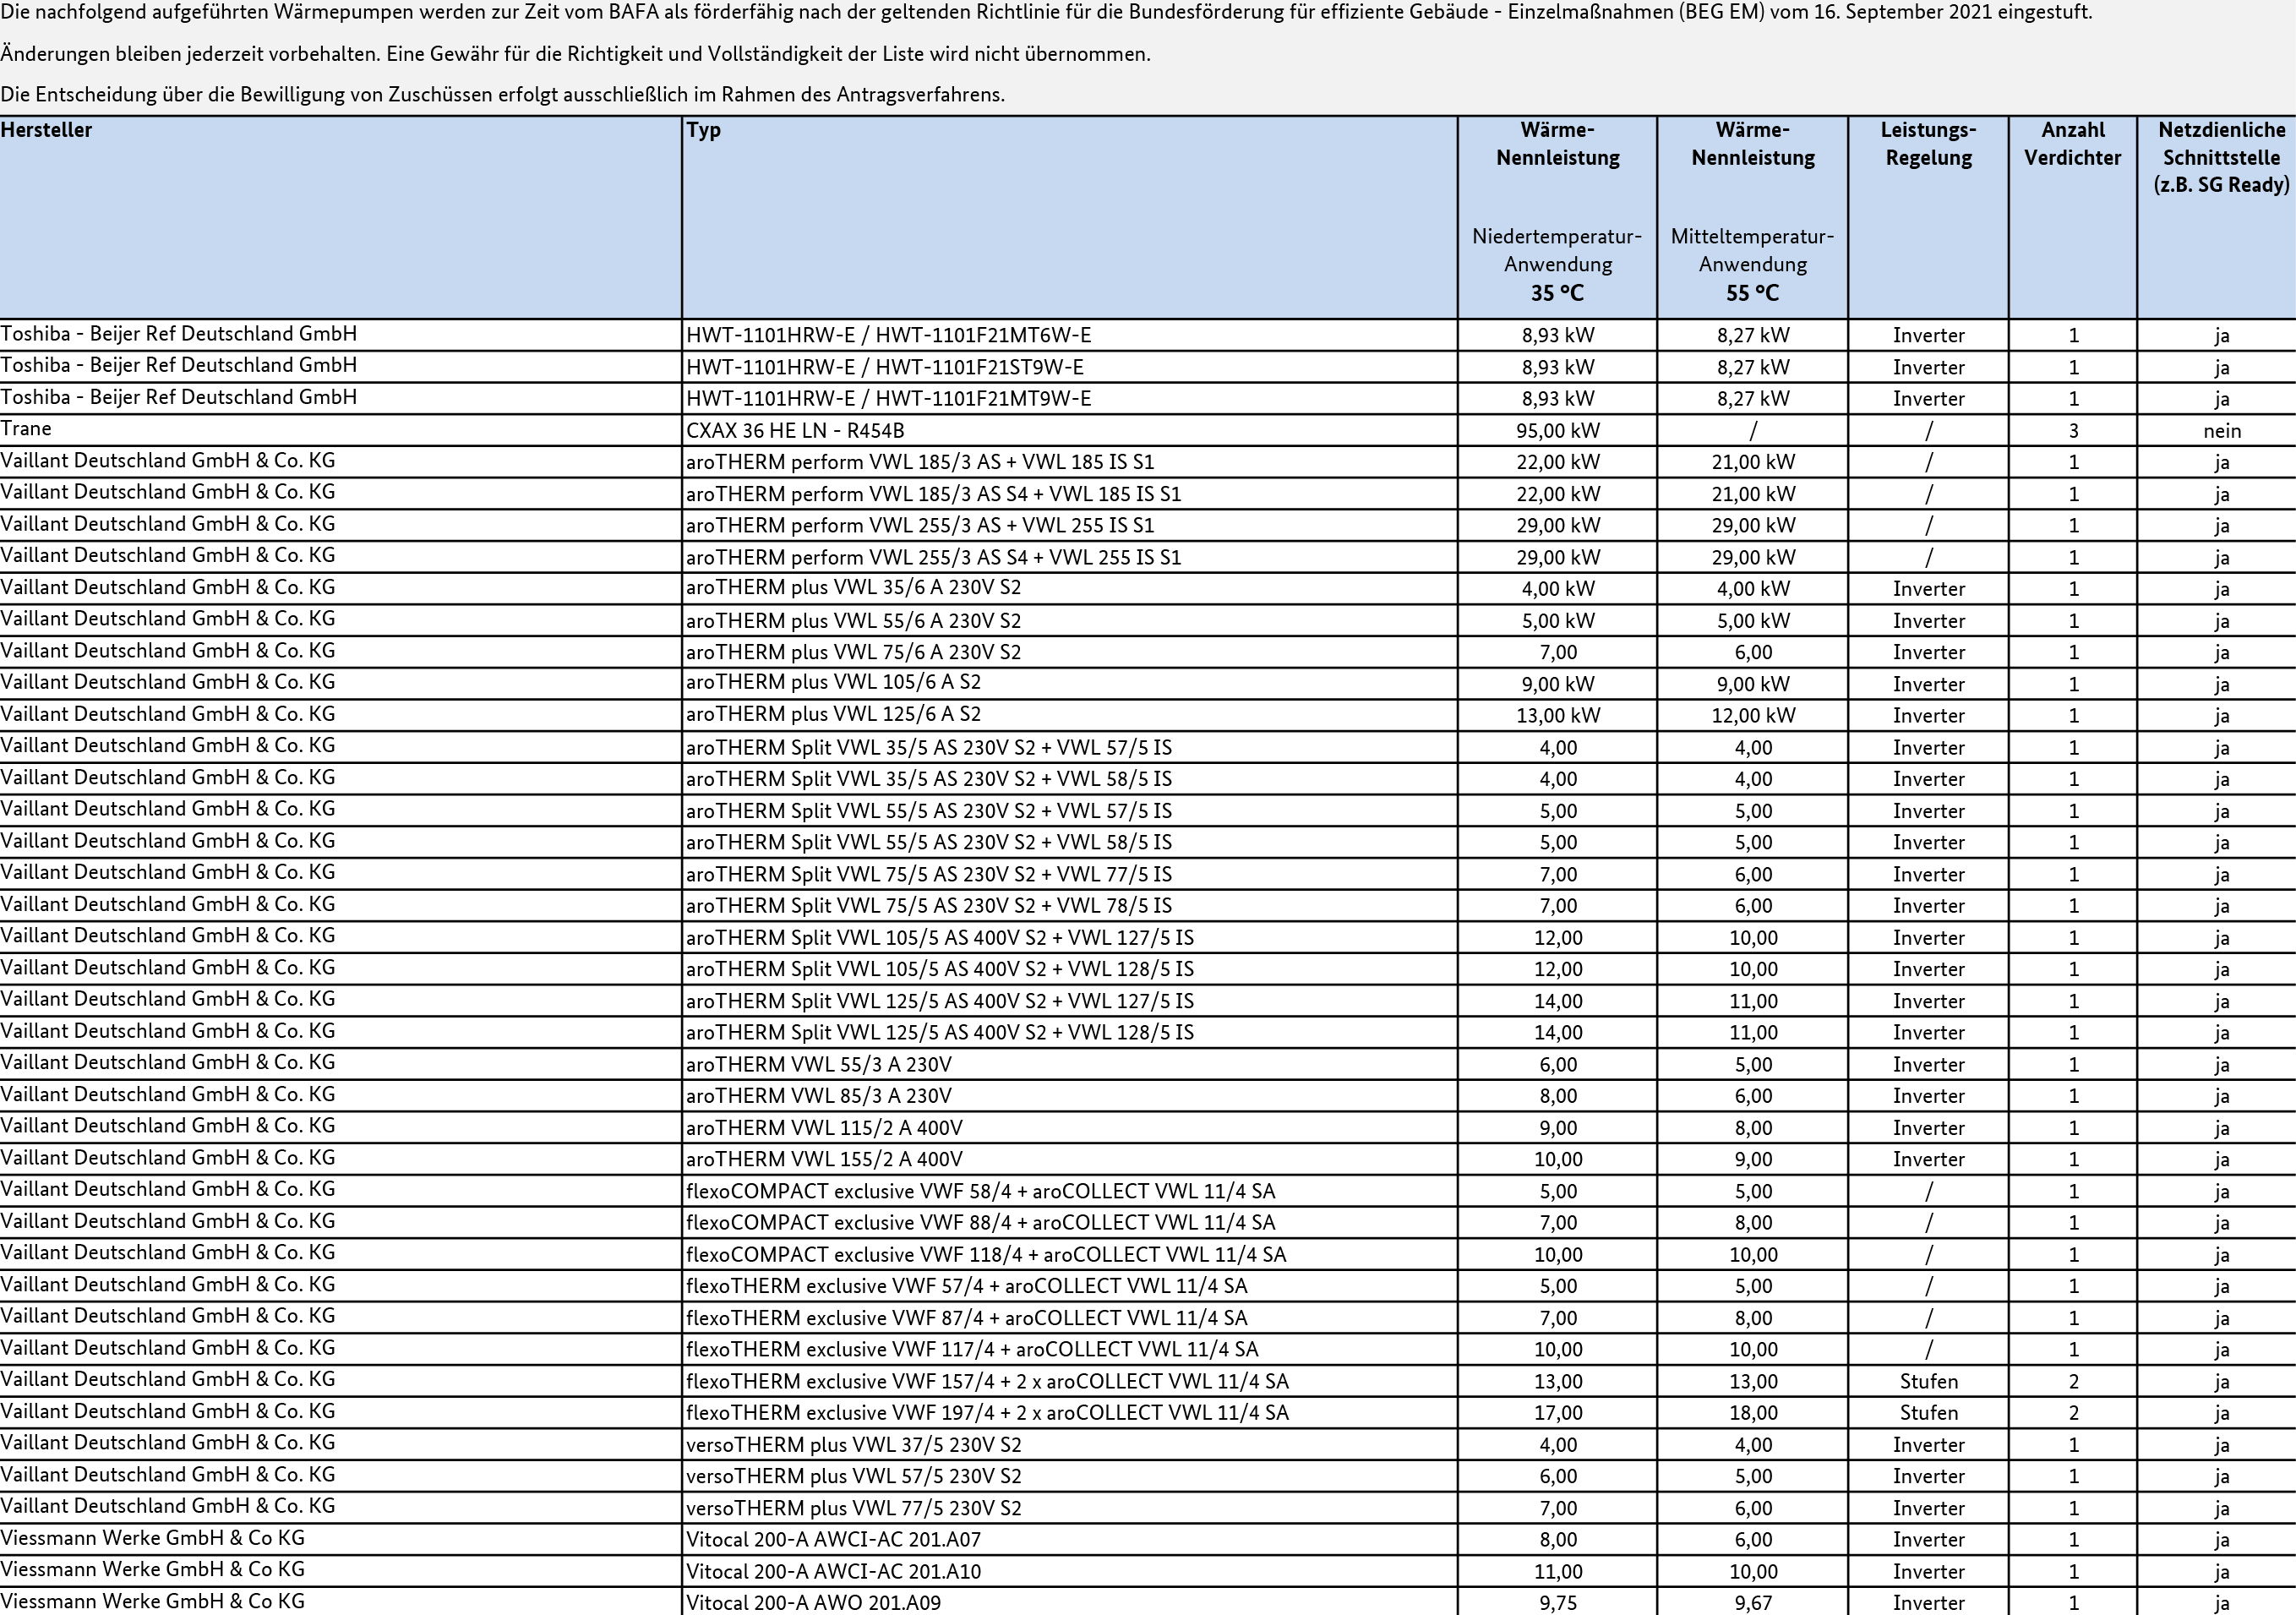 Die nachfolgend aufgeführten Wärmepumpen werden zur Zeit vom BAFA als förderfähig nach der geltenden Richtlinie für die Bundesförderung für effiziente Gebäude - Einzelmaßnahmen (BEG EM) vom 16. September 2021 eingestuft.
Änderungen bleiben jederzeit vorbehalten. Eine Gewähr für die Richtigkeit und Vollständigkeit der Liste wird nicht übernommen.
Die Entscheidung über die Bewilligung von Zuschüssen erfolgt ausschließlich im Rahmen des Antragsverfahrens.
Hersteller Typ Wärme- Wärme- Leistungs- Anzahl Netzdienliche
Nennleistung Nennleistung Regelung Verdichter Schnittstelle
(z.B. SG Ready)
Niedertemperatur- Mitteltemperatur-
Anwendung Anwendung
35 °C 55 °C
Toshiba - Beijer Ref Deutschland GmbH HWT-1101HRW-E / HWT-1101F21MT6W-E 8,93 kW 8,27 kW Inverter 1 ja
Toshiba - Beijer Ref Deutschland GmbH HWT-1101HRW-E / HWT-1101F21ST9W-E 8,93 kW 8,27 kW Inverter 1 ja
Toshiba - Beijer Ref Deutschland GmbH HWT-1101HRW-E / HWT-1101F21MT9W-E 8,93 kW 8,27 kW Inverter 1 ja
Trane CXAX 36 HE LN - R454B 95,00 kW / / 3 nein
Vaillant Deutschland GmbH & Co. KG aroTHERM perform VWL 185/3 AS + VWL 185 IS S1 22,00 kW 21,00 kW / 1 ja
Vaillant Deutschland GmbH & Co. KG aroTHERM perform VWL 185/3 AS S4 + VWL 185 IS S1 22,00 kW 21,00 kW / 1 ja
Vaillant Deutschland GmbH & Co. KG aroTHERM perform VWL 255/3 AS + VWL 255 IS S1 29,00 kW 29,00 kW / 1 ja
Vaillant Deutschland GmbH & Co. KG aroTHERM perform VWL 255/3 AS S4 + VWL 255 IS S1 29,00 kW 29,00 kW / 1 ja
Vaillant Deutschland GmbH & Co. KG aroTHERM plus VWL 35/6 A 230V S2 4,00 kW 4,00 kW Inverter 1 ja
Vaillant Deutschland GmbH & Co. KG aroTHERM plus VWL 55/6 A 230V S2 5,00 kW 5,00 kW Inverter 1 ja
Vaillant Deutschland GmbH & Co. KG aroTHERM plus VWL 75/6 A 230V S2 7,00 6,00 Inverter 1 ja
Vaillant Deutschland GmbH & Co. KG aroTHERM plus VWL 105/6 A S2 9,00 kW 9,00 kW Inverter 1 ja
Vaillant Deutschland GmbH & Co. KG aroTHERM plus VWL 125/6 A S2 13,00 kW 12,00 kW Inverter 1 ja
Vaillant Deutschland GmbH & Co. KG aroTHERM Split VWL 35/5 AS 230V S2 + VWL 57/5 IS 4,00 4,00 Inverter 1 ja
Vaillant Deutschland GmbH & Co. KG aroTHERM Split VWL 35/5 AS 230V S2 + VWL 58/5 IS 4,00 4,00 Inverter 1 ja
Vaillant Deutschland GmbH & Co. KG aroTHERM Split VWL 55/5 AS 230V S2 + VWL 57/5 IS 5,00 5,00 Inverter 1 ja
Vaillant Deutschland GmbH & Co. KG aroTHERM Split VWL 55/5 AS 230V S2 + VWL 58/5 IS 5,00 5,00 Inverter 1 ja
Vaillant Deutschland GmbH & Co. KG aroTHERM Split VWL 75/5 AS 230V S2 + VWL 77/5 IS 7,00 6,00 Inverter 1 ja
Vaillant Deutschland GmbH & Co. KG aroTHERM Split VWL 75/5 AS 230V S2 + VWL 78/5 IS 7,00 6,00 Inverter 1 ja
Vaillant Deutschland GmbH & Co. KG aroTHERM Split VWL 105/5 AS 400V S2 + VWL 127/5 IS 12,00 10,00 Inverter 1 ja
Vaillant Deutschland GmbH & Co. KG aroTHERM Split VWL 105/5 AS 400V S2 + VWL 128/5 IS 12,00 10,00 Inverter 1 ja
Vaillant Deutschland GmbH & Co. KG aroTHERM Split VWL 125/5 AS 400V S2 + VWL 127/5 IS 14,00 11,00 Inverter 1 ja
Vaillant Deutschland GmbH & Co. KG aroTHERM Split VWL 125/5 AS 400V S2 + VWL 128/5 IS 14,00 11,00 Inverter 1 ja
Vaillant Deutschland GmbH & Co. KG aroTHERM VWL 55/3 A 230V 6,00 5,00 Inverter 1 ja
Vaillant Deutschland GmbH & Co. KG aroTHERM VWL 85/3 A 230V 8,00 6,00 Inverter 1 ja
Vaillant Deutschland GmbH & Co. KG aroTHERM VWL 115/2 A 400V 9,00 8,00 Inverter 1 ja
Vaillant Deutschland GmbH & Co. KG aroTHERM VWL 155/2 A 400V 10,00 9,00 Inverter 1 ja
Vaillant Deutschland GmbH & Co. KG flexoCOMPACT exclusive VWF 58/4 + aroCOLLECT VWL 11/4 SA 5,00 5,00 / 1 ja
Vaillant Deutschland GmbH & Co. KG flexoCOMPACT exclusive VWF 88/4 + aroCOLLECT VWL 11/4 SA 7,00 8,00 / 1 ja
Vaillant Deutschland GmbH & Co. KG flexoCOMPACT exclusive VWF 118/4 + aroCOLLECT VWL 11/4 SA 10,00 10,00 / 1 ja
Vaillant Deutschland GmbH & Co. KG flexoTHERM exclusive VWF 57/4 + aroCOLLECT VWL 11/4 SA 5,00 5,00 / 1 ja
Vaillant Deutschland GmbH & Co. KG flexoTHERM exclusive VWF 87/4 + aroCOLLECT VWL 11/4 SA 7,00 8,00 / 1 ja
Vaillant Deutschland GmbH & Co. KG flexoTHERM exclusive VWF 117/4 + aroCOLLECT VWL 11/4 SA 10,00 10,00 / 1 ja
Vaillant Deutschland GmbH & Co. KG flexoTHERM exclusive VWF 157/4 + 2 x aroCOLLECT VWL 11/4 SA 13,00 13,00 Stufen 2 ja
Vaillant Deutschland GmbH & Co. KG flexoTHERM exclusive VWF 197/4 + 2 x aroCOLLECT VWL 11/4 SA 17,00 18,00 Stufen 2 ja
Vaillant Deutschland GmbH & Co. KG versoTHERM plus VWL 37/5 230V S2 4,00 4,00 Inverter 1 ja
Vaillant Deutschland GmbH & Co. KG versoTHERM plus VWL 57/5 230V S2 6,00 5,00 Inverter 1 ja
Vaillant Deutschland GmbH & Co. KG versoTHERM plus VWL 77/5 230V S2 7,00 6,00 Inverter 1 ja
Viessmann Werke GmbH & Co KG Vitocal 200-A AWCI-AC 201.A07 8,00 6,00 Inverter 1 ja
Viessmann Werke GmbH & Co KG Vitocal 200-A AWCI-AC 201.A10 11,00 10,00 Inverter 1 ja
Viessmann Werke GmbH & Co KG Vitocal 200-A AWO 201.A09 9,75 9,67 Inverter 1 ja